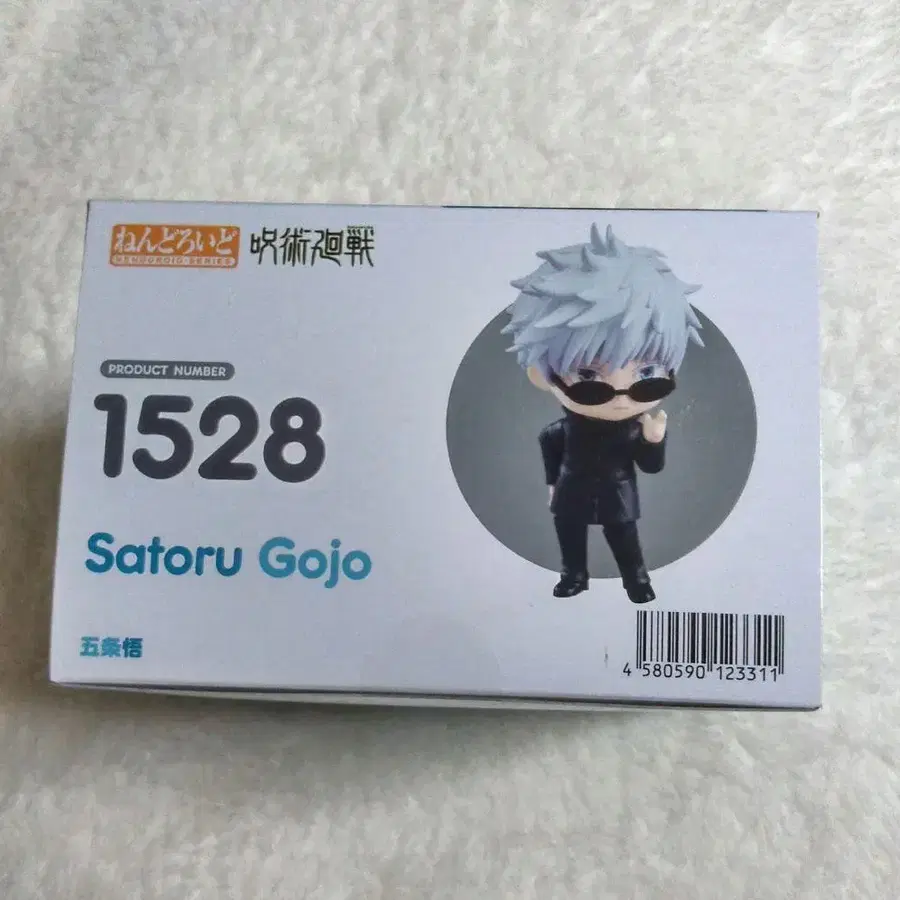 ねんどろいど
NENDOROID SERIES
呪術廻戦
PRODUCT NUMBER
1528
Satoru Gojo
五条悟
4 580590 123311